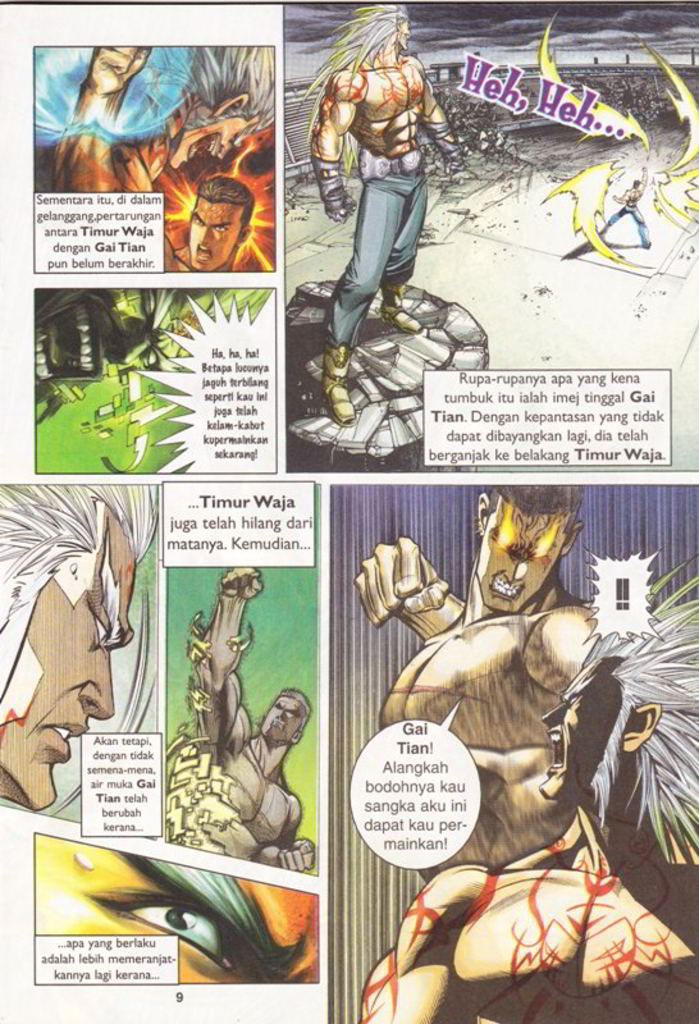 Sementara itu, di dalam
gelanggang,pertarungan
antara Timur Waja
dengan Gai Tian
pun belum berakhir.
Heh, Heh...
Rupa-rupanya apa yang kena
tumbuk itu ialah imej tinggal Gai
Tian. Dengan kepantasan yang tidak
dapat dibayangkan lagi, dia telah
berganjak ke belakang Timur Waja.
Ha, ha, ha!
Betapa lucunya
jaguh terbilang
seperti kau ini
juga telah
kelam-kabut
kupermainkan
sekarang!
Akan tetapi,
dengan tidak
semena-mena,
air muka Gai
Tian telah
berubah
kerana...
...Timur Waja
juga telah hilang dari
matanya. Kemudian...
...apa yang berlaku
adalah lebih memeranjat-
kannya lagi kerana...
!!
Gai
Tian!
Alangkah
bodohnya kau
sangka aku ini
dapat kau per-
mainkan!
9